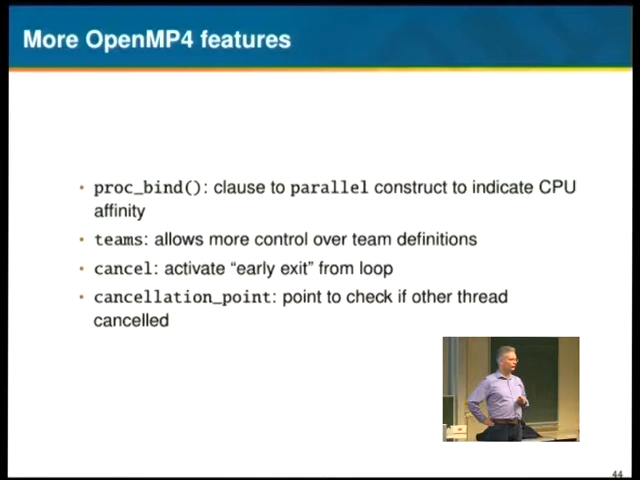 More OpenMP4 features
• proc_bind(): clause to parallel construct to indicate CPU
affinity
• teams: allows more control over team definitions
• cancel: activate “early exit” from loop
• cancellation_point: point to check if other thread
cancelled
44